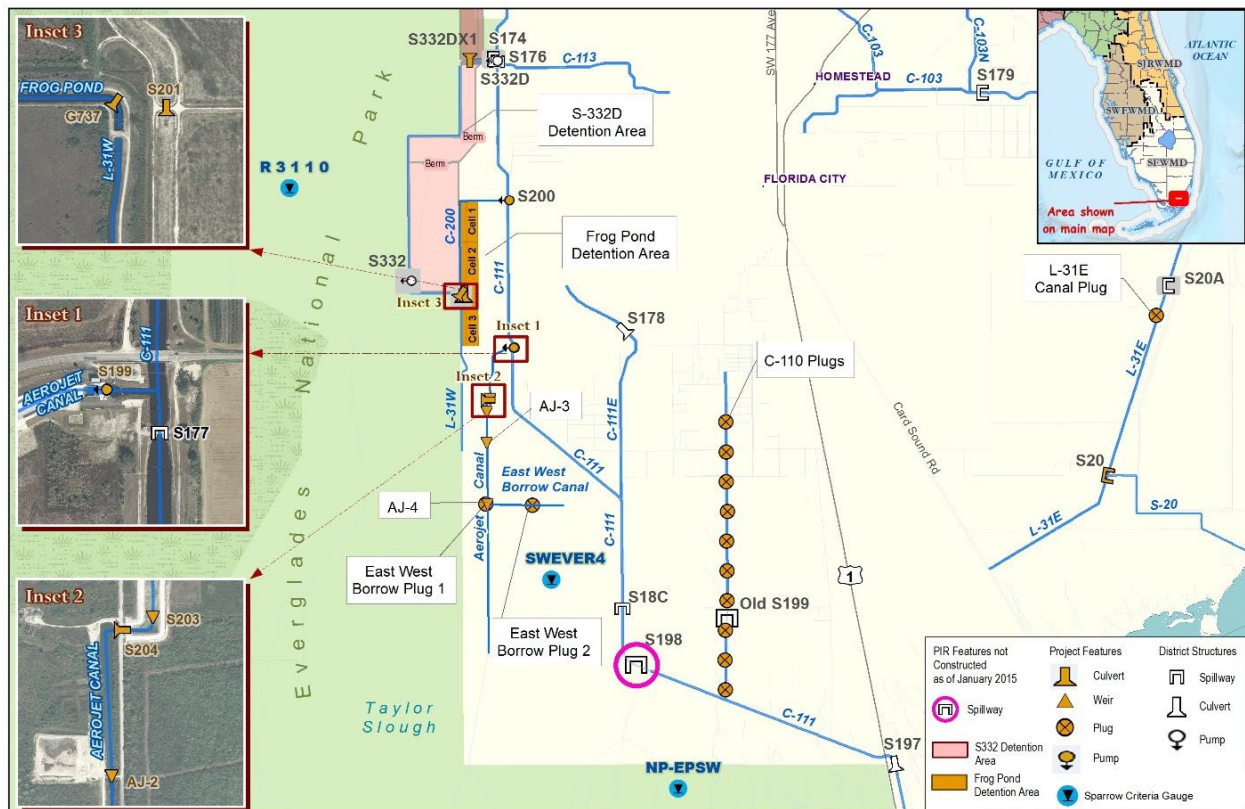 Inset 3
FROG POND
G737
S201
L-31W
Inset 1
C-111
S199
AEROJET
CANAL
S177
Inset 2
S203
S204
AEROJET CANAL
AJ-2
Everglades National Park
R3110
S332DX1
S174
S176
S332D
C-113
Berm
Berm
S-332D
Detention Area
S200
C-200
Cell 1
Cell 2
Cell 3
C-111
Frog Pond
Detention Area
S332
Inset 3
Inset 1
Inset 2
L-31W
AJ-3
S178
C-111E
C-111
East West
Borrow Canal
Aerojet Canal
AJ-4
East West
Borrow Plug 1
East West
Borrow Plug 2
SWEVER4
C-111
S18C
S198
Taylor
Slough
NP-EPSW
C-110 Plugs
Old S199
C-111
S197
SW 177 Ave
C-103
C-103N
HOMESTEAD
C-103
S179
FLORIDA CITY
Card Sound Rd
1
L-31E
Canal Plug
S20A
L-31E
S20
S-20
L-31E
ATLANTIC
OCEAN
SJRWMD
SWFWMD
SFWMD
GULF OF
MEXICO
Area shown
on main map
PIR Features not
Constructed
as of January 2015
Spillway
S332 Detention
Area
Frog Pond
Detention Area
Project Features
Culvert
Weir
Plug
Pump
Sparrow Criteria Gauge
District Structures
Spillway
Culvert
Pump